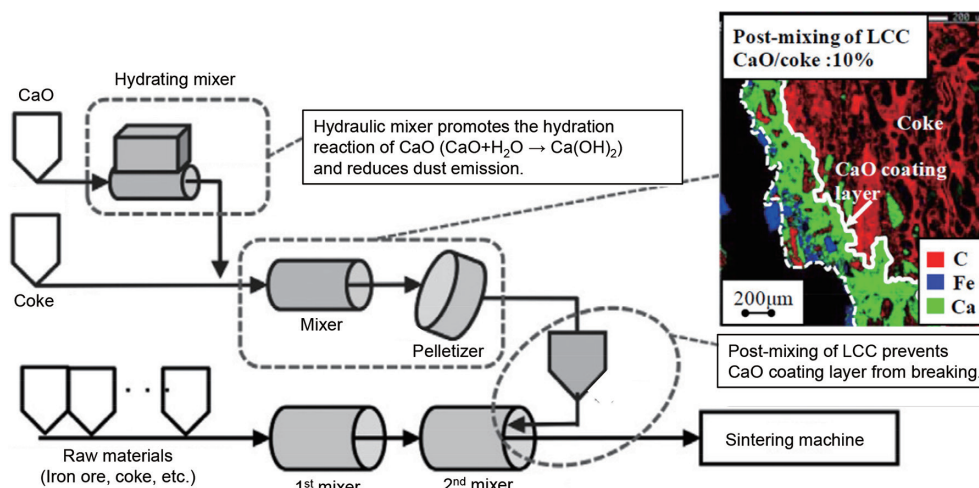 CaO
Hydrating mixer
Hydraulic mixer promotes the hydration
reaction of CaO (CaO+H₂O → Ca(OH)₂)
and reduces dust emission.
Coke
Mixer
Pelletizer
Raw materials
(Iron ore, coke, etc.)
1st mixer
2nd mixer
Sintering machine
Post-mixing of LCC prevents
CaO coating layer from breaking.
200
Post-mixing of LCC
CaO/coke :10%
Coke
CaO coating
layer
C
Fe
Ca
200μm